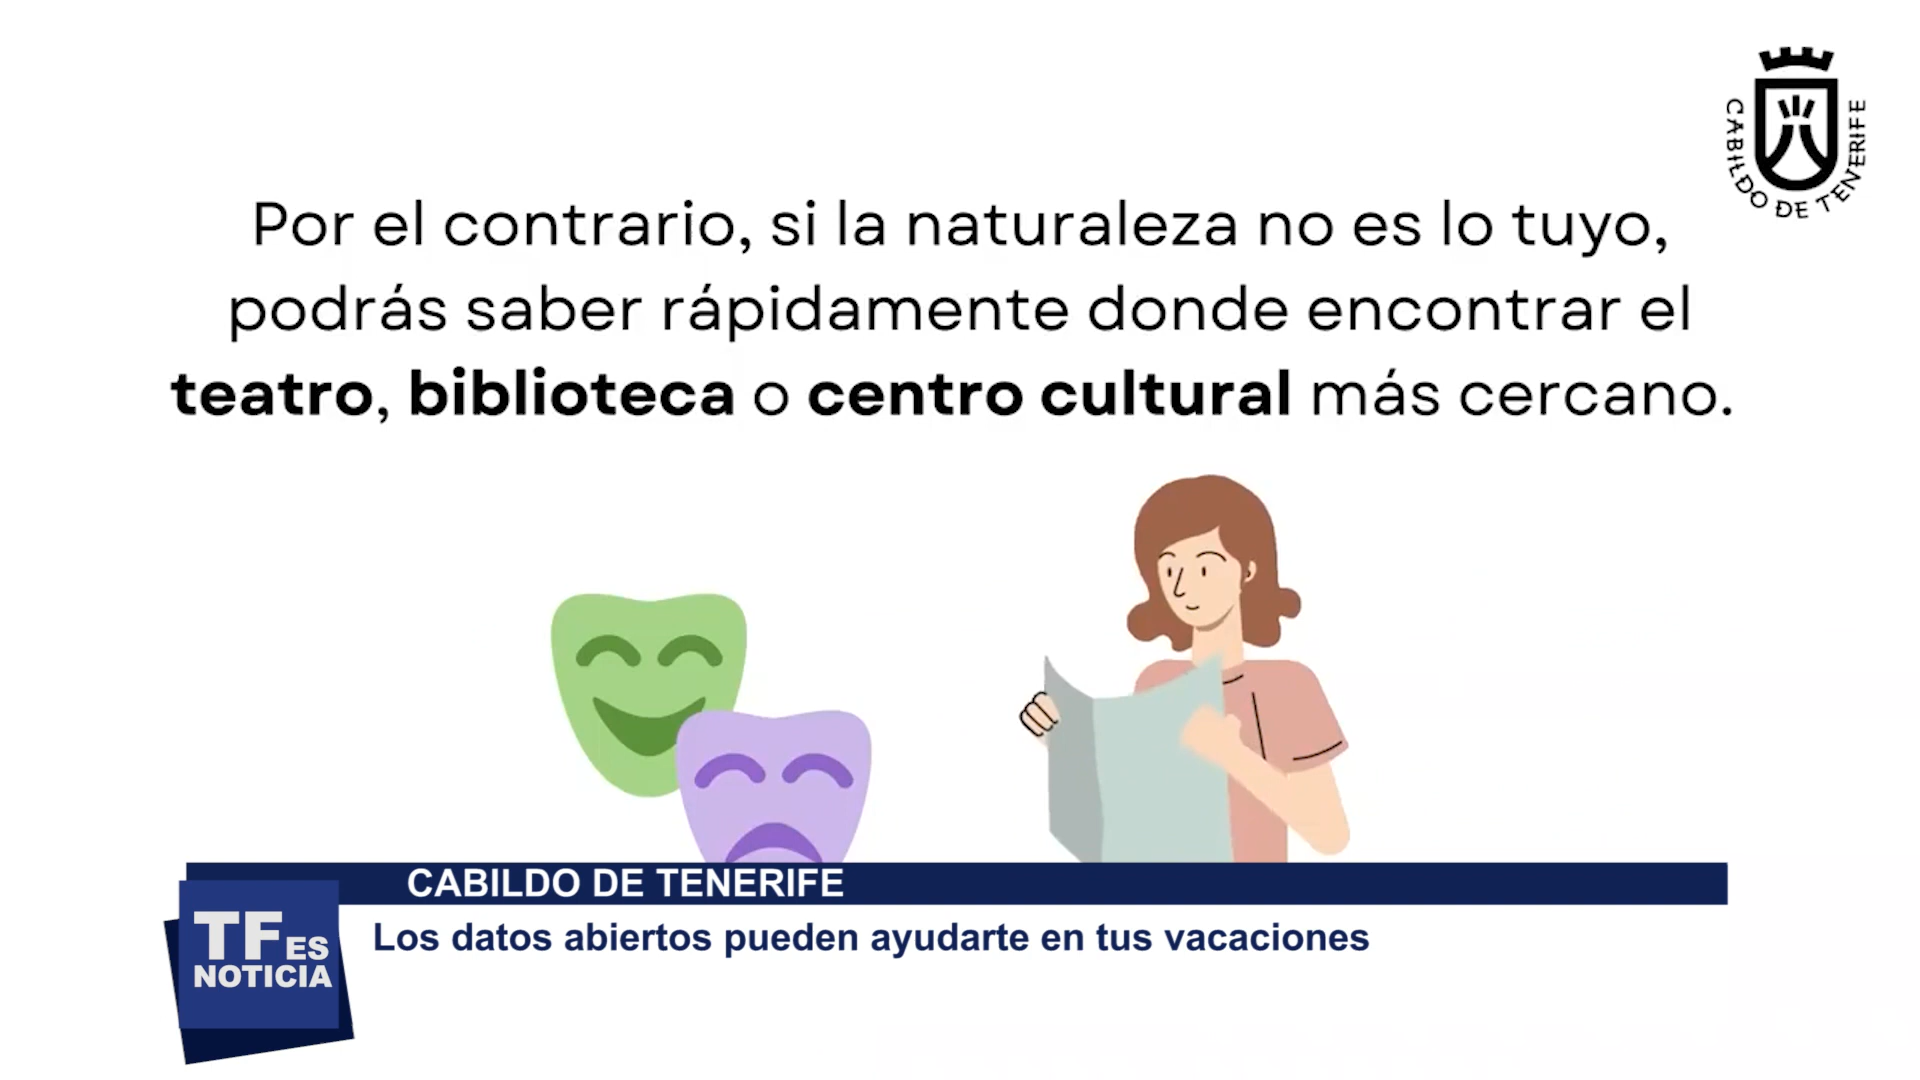 CABILDO DE TENERIFE
Por el contrario, si la naturaleza no es lo tuyo,
podrás saber rápidamente donde encontrar el
teatro, biblioteca o centro cultural más cercano.
CABILDO DE TENERIFE
TF ES
NOTICIA
Los datos abiertos pueden ayudarte en tus vacaciones